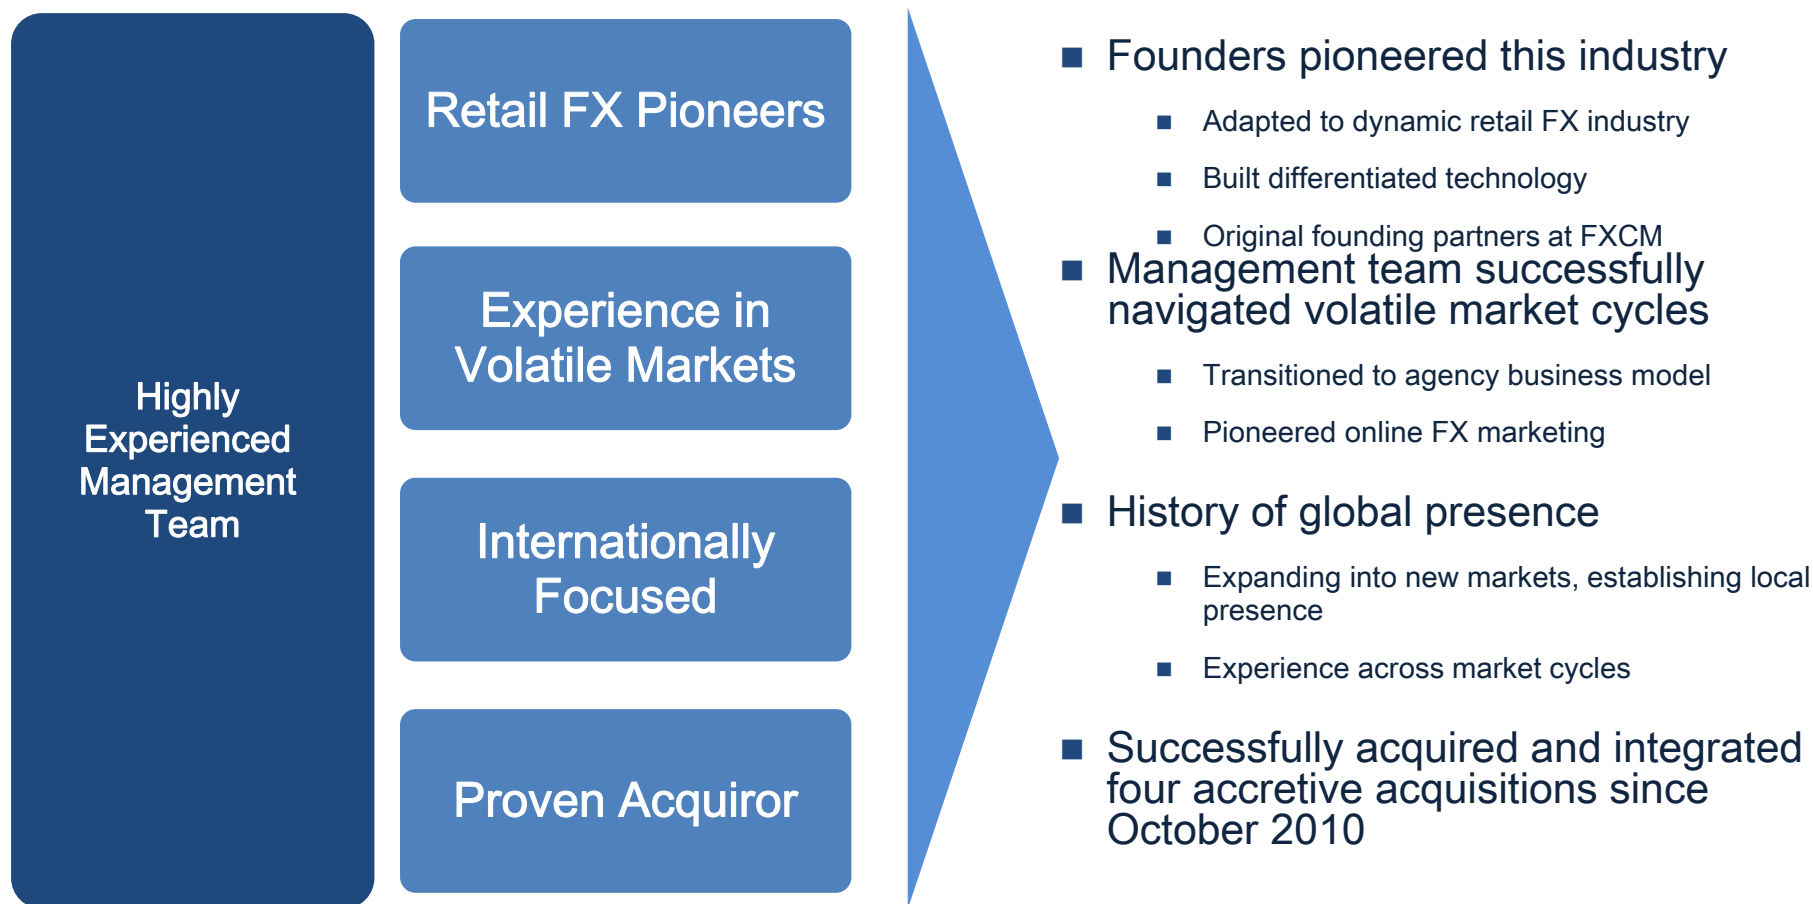 Highly
Experienced
Management
Team
Retail FX Pioneers
Experience in
Volatile Markets
Internationally
Focused
Proven Acquiror
■ Founders pioneered this industry
■ Adapted to dynamic retail FX industry
■ Built differentiated technology
■ Original founding partners at FXCM
■ Management team successfully
navigated volatile market cycles
■ Transitioned to agency business model
■ Pioneered online FX marketing
■ History of global presence
■ Expanding into new markets, establishing local
presence
■ Experience across market cycles
■ Successfully acquired and integrated
four accretive acquisitions since
October 2010